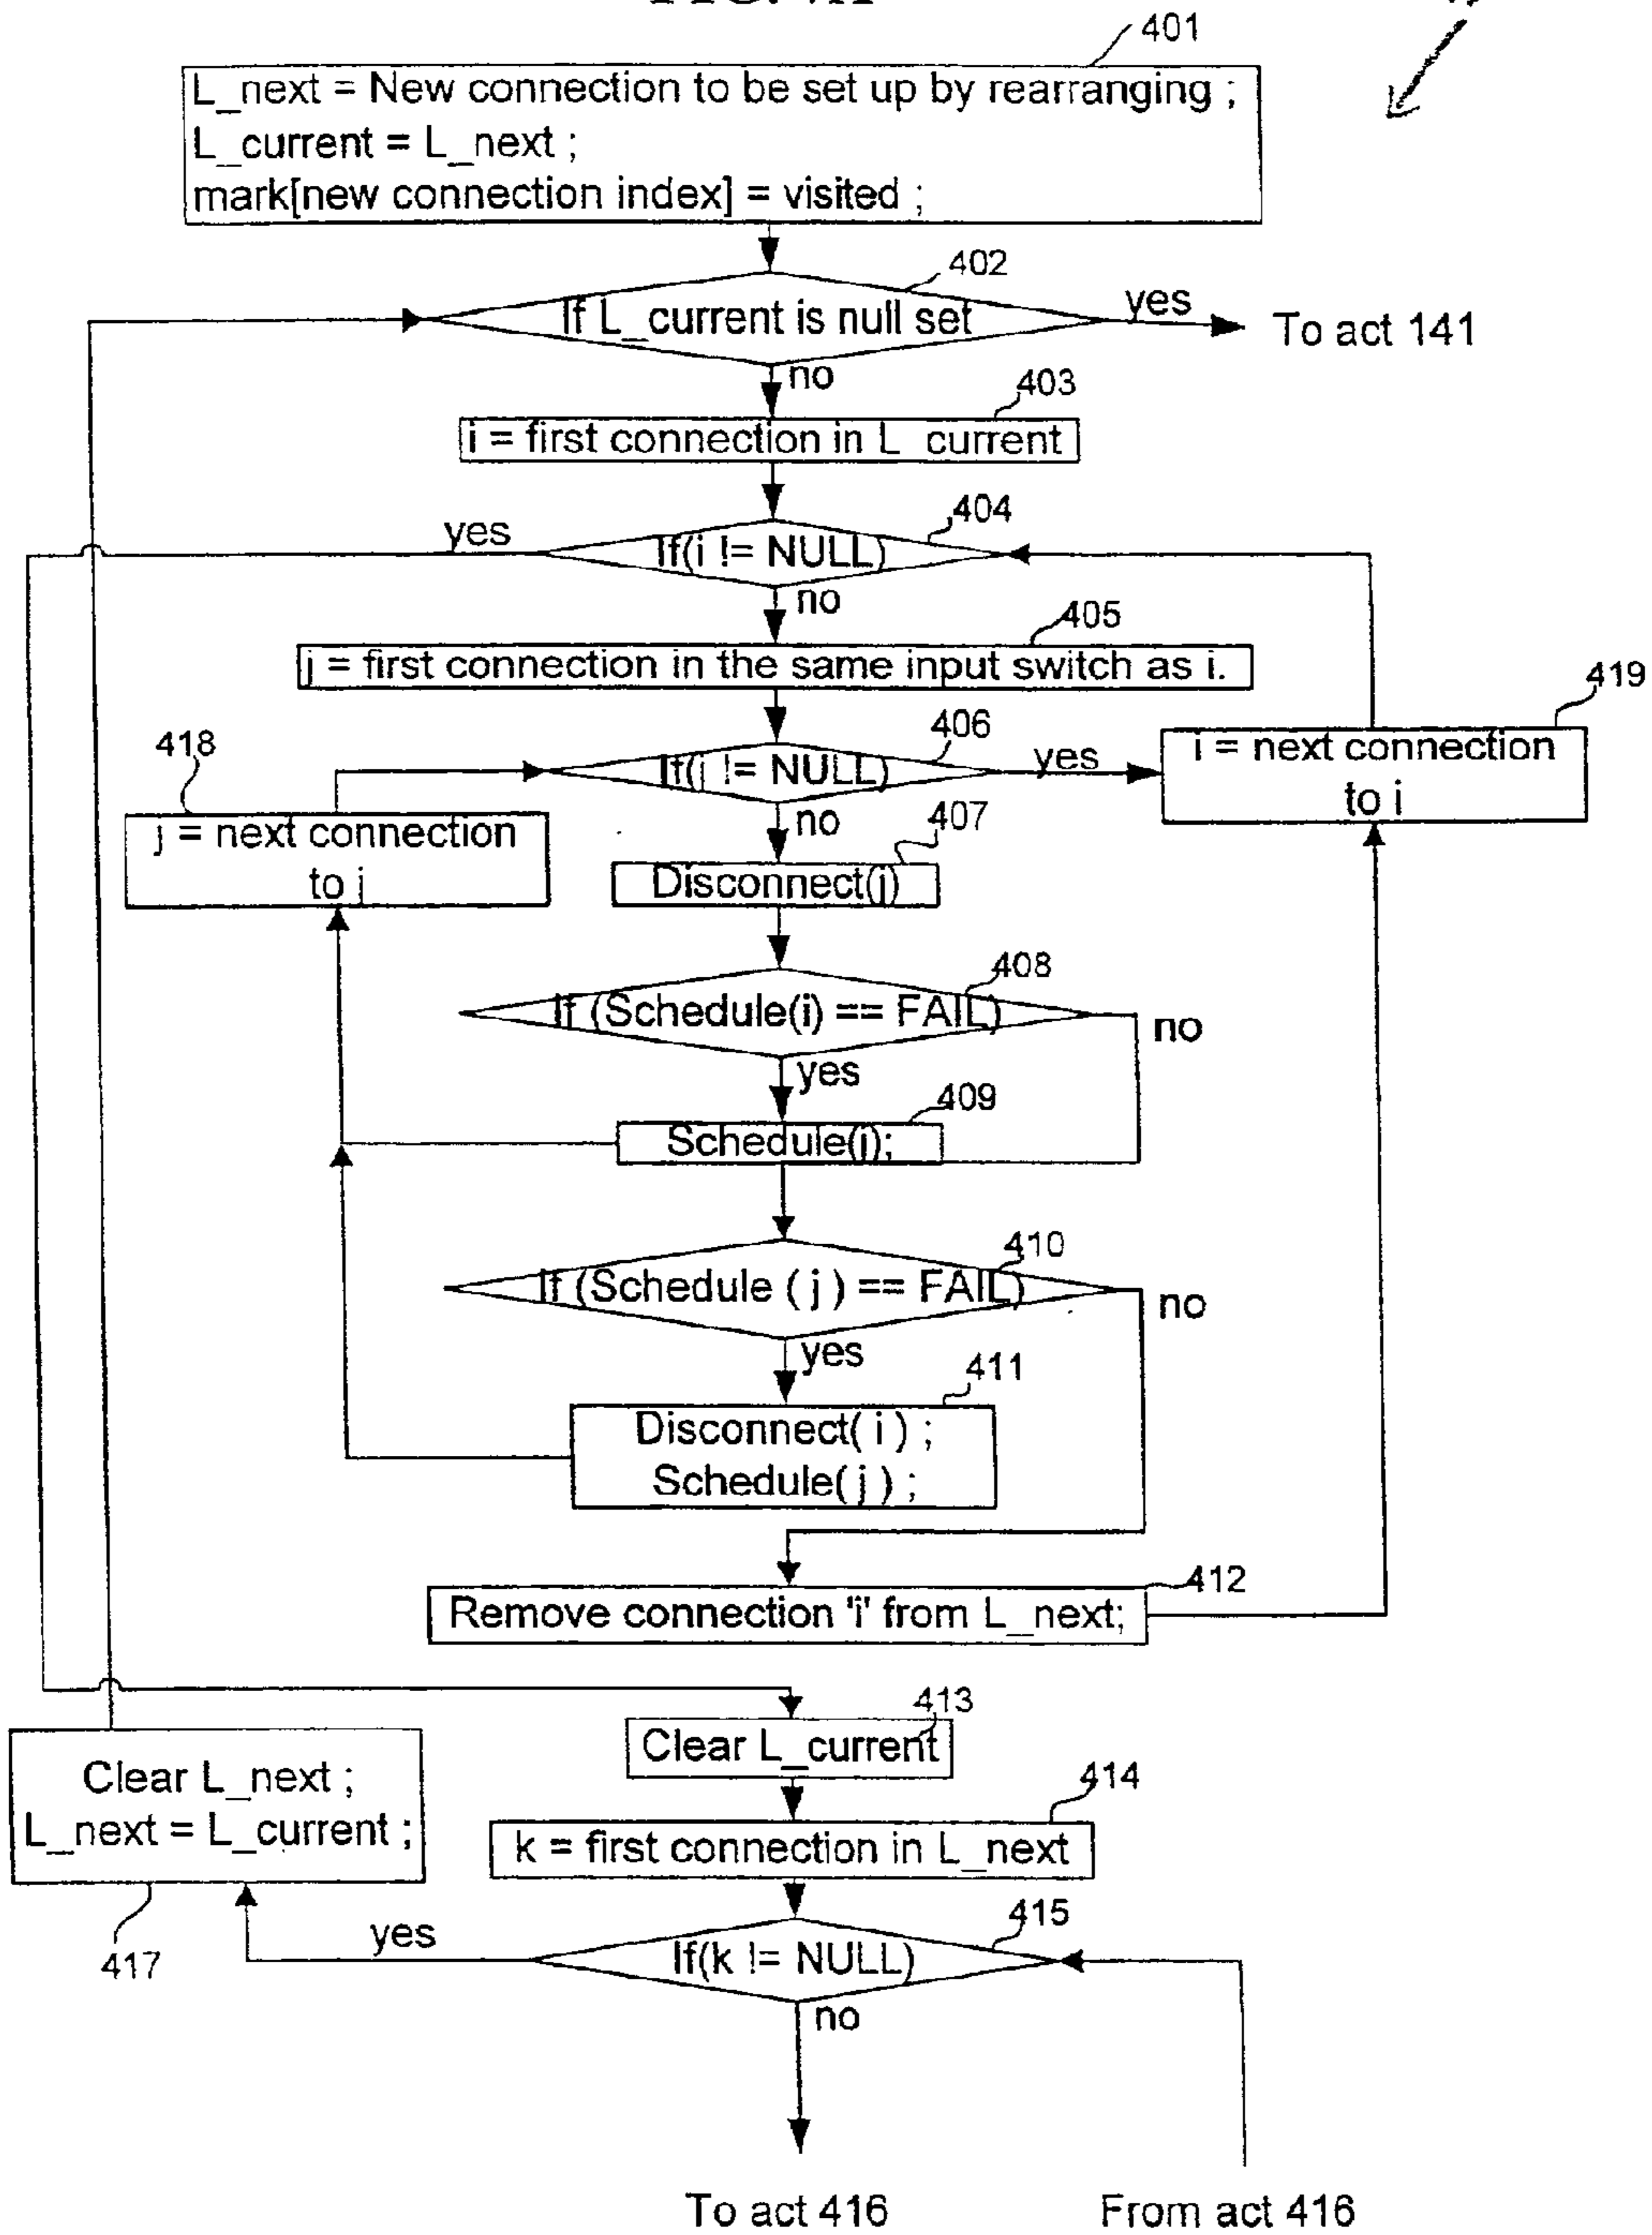 401
L_next = New connection to be set up by rearranging ;
L_current = L_next ;
mark[new connection index] = visited ;
402
If L_current is null set
yes
To act 141
no
403
i = first connection in L_current
404
yes
If(i != NULL)
no
405
j = first connection in the same input switch as i.
419
418
406
If(j != NULL)
yes
i = next connection
to i
no
407
j = next connection
to j
Disconnect(j)
408
If (Schedule(i) == FAIL)
no
yes
409
Schedule(j);
410
If (Schedule ( j ) == FAIL)
no
yes
411
Disconnect( i ) ;
Schedule( j ) ;
412
Remove connection 'i' from L_next;
413
Clear L_current
Clear L_next ;
L_next = L_current ;
414
k = first connection in L_next
415
yes
If(k != NULL)
417
no
To act 416
From act 416